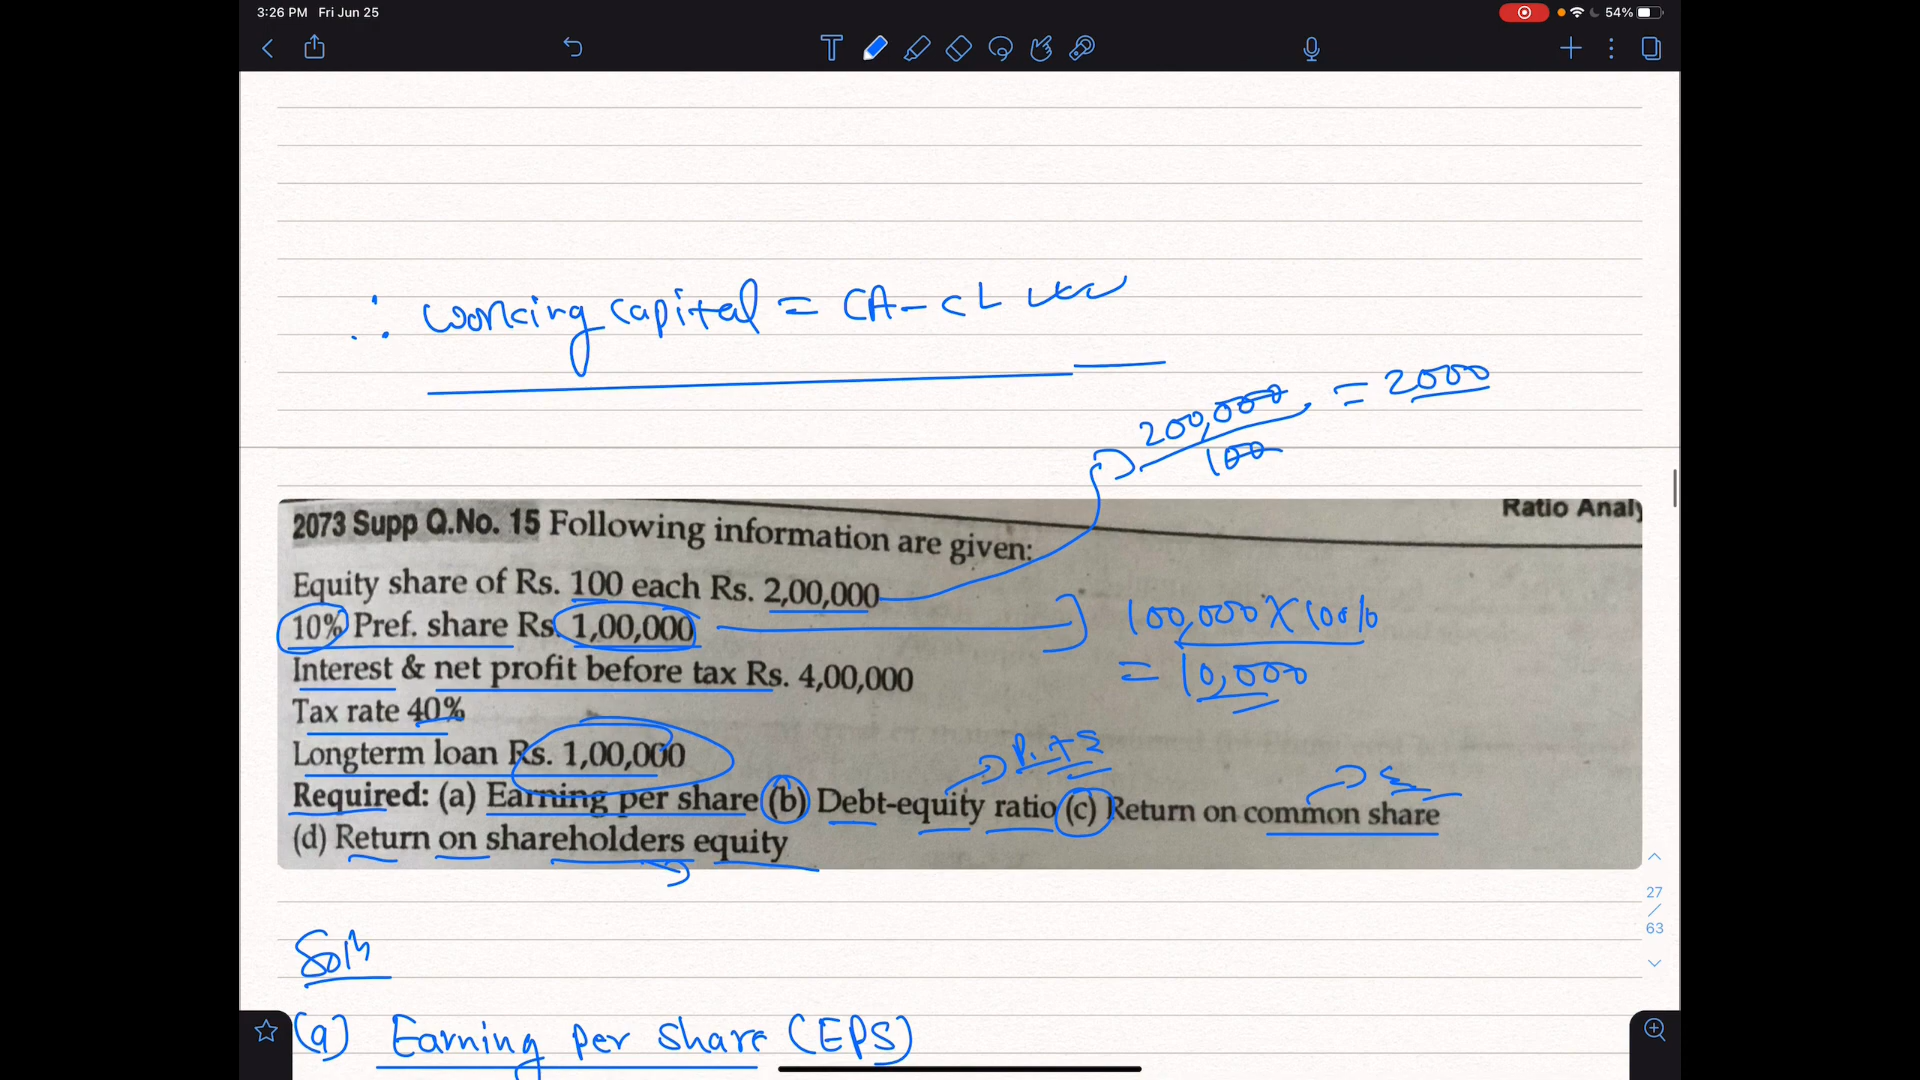 3:26 PM Fri Jun 25
54%
∴ working capital = CA - CL
200,000 / 100 = 2000
Ratio Analy
2073 Supp Q.No. 15 Following information are given:
Equity share of Rs. 100 each Rs. 2,00,000
10% Pref. share Rs. 1,00,000
100,000 X 10%
Interest & net profit before tax Rs. 4,00,000
= 10,000
Tax rate 40%
Longterm loan Rs. 1,00,000
Required: (a) Earning per share (b) Debt-equity ratio (c) Return on common share
(d) Return on shareholders equity
27
/
63
Soln
(a) Earning per share (EPS)